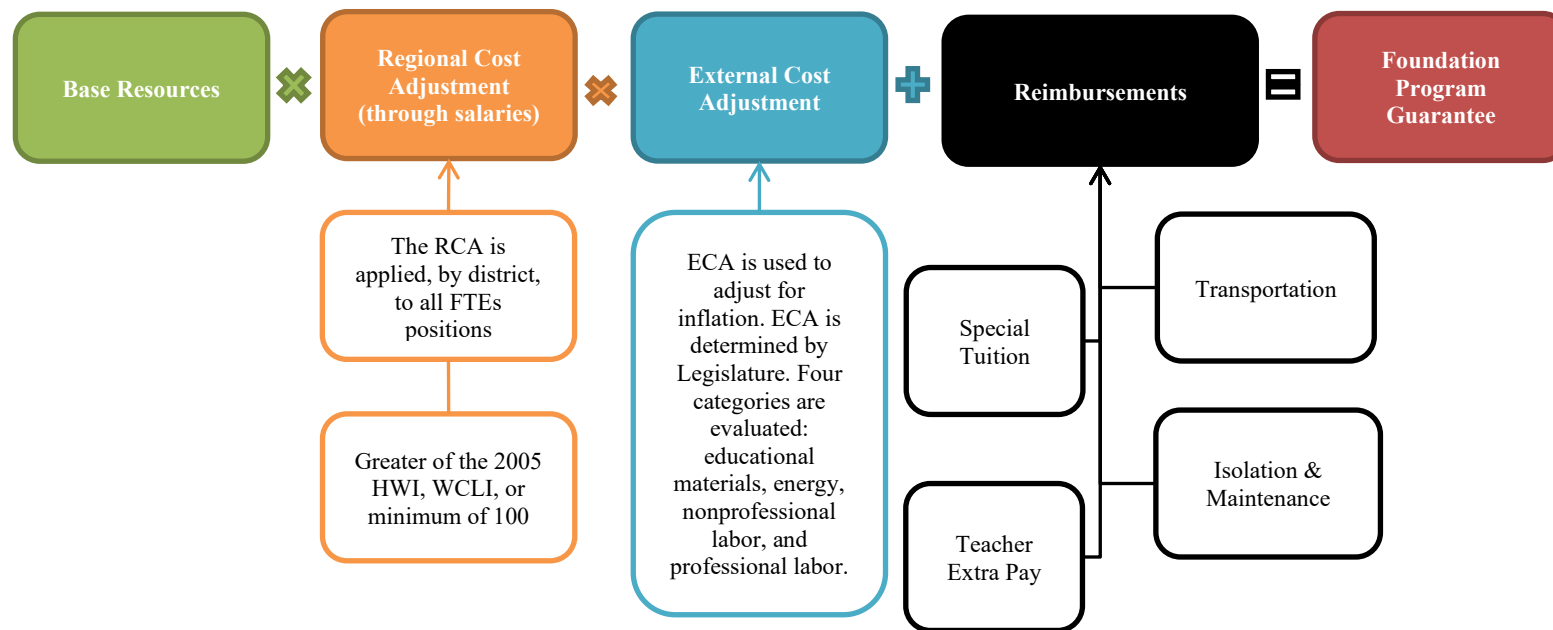 Base Resources
Regional Cost
Adjustment
(through salaries)
External Cost
Adjustment
Reimbursements
Foundation
Program
Guarantee
The RCA is
applied, by district,
to all FTEs
positions
Greater of the 2005
HWI, WCLI, or
minimum of 100
ECA is used to
adjust for
inflation. ECA is
determined by
Legislature. Four
categories are
evaluated:
educational
materials, energy,
nonprofessional
labor, and
professional labor.
Special
Tuition
Transportation
Teacher
Extra Pay
Isolation &
Maintenance